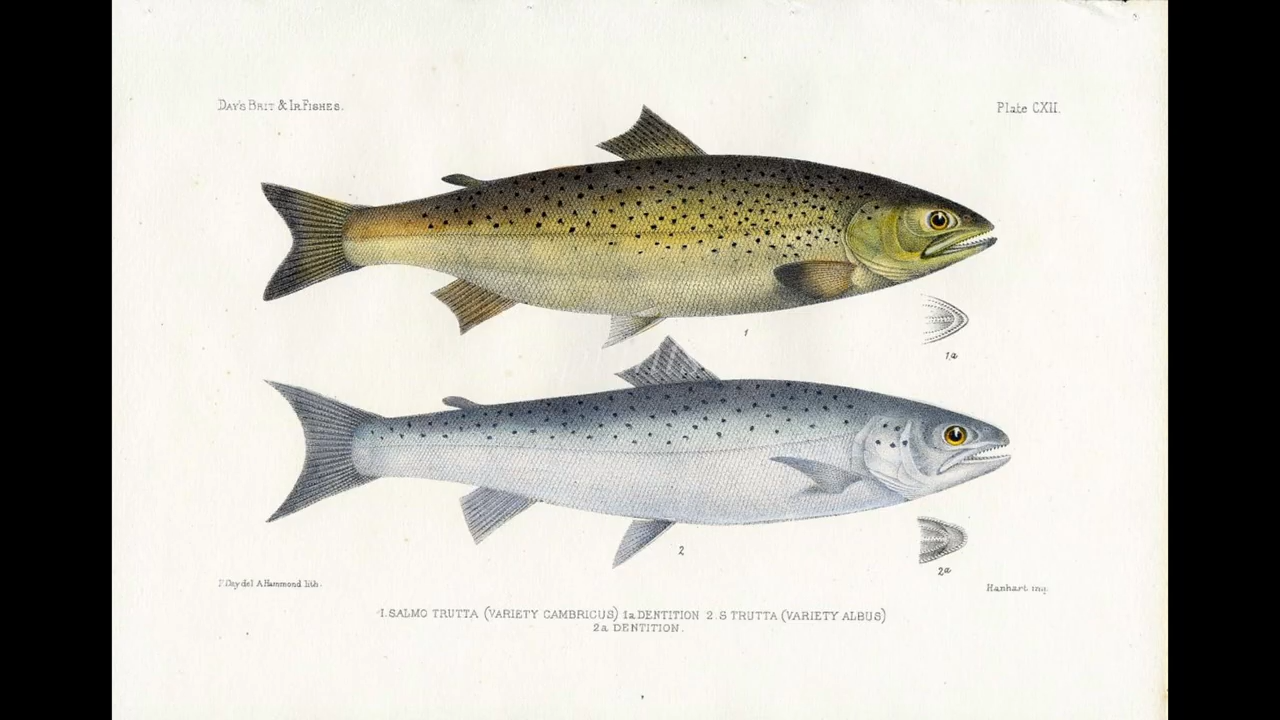 DAY'S BRIT & IR. FISHES.
Plate CXII.
1
1a
2
2a
F. Day del A. Hammond lith.
Hanhart imp.
1. SALMO TRUTTA (VARIETY CAMBRICUS) 1a DENTITION 2. S TRUTTA (VARIETY ALBUS)
2a DENTITION.